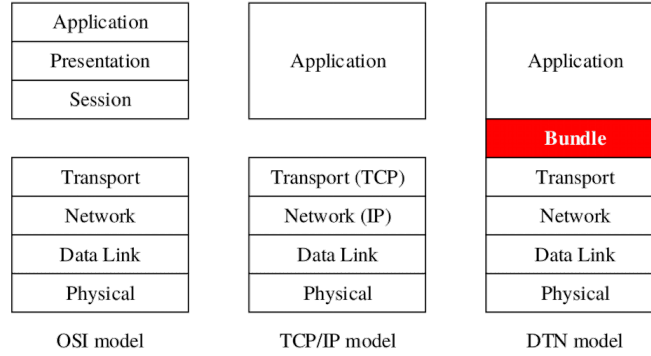 Application
Presentation
Session
Transport
Network
Data Link
Physical
OSI model
Application
Transport (TCP)
Network (IP)
Data Link
Physical
TCP/IP model
Application
Bundle
Transport
Network
Data Link
Physical
DTN model